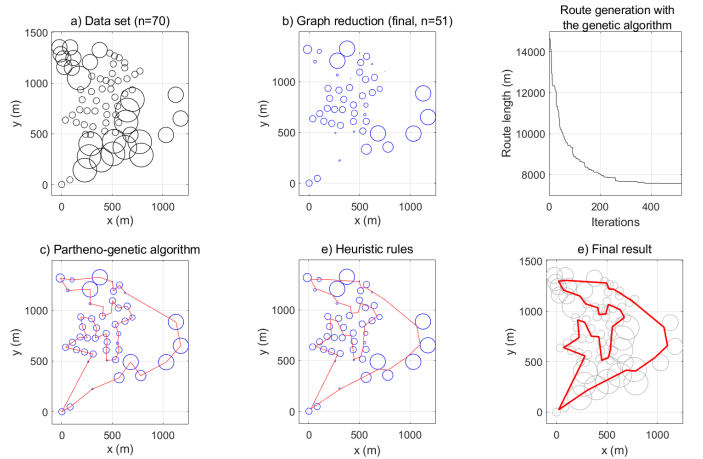 a) Data set (n=70)
1500
1000
500
0
y (m)
0
500
1000
x (m)
b) Graph reduction (final, n=51)
1500
1000
500
0
y (m)
0
500
1000
x (m)
Route generation with
the genetic algorithm
14000
12000
10000
8000
Route length (m)
0
200
400
Iterations
c) Partheno-genetic algorithm
1000
500
0
y (m)
0
500
1000
x (m)
e) Heuristic rules
1500
1000
500
0
y (m)
0
500
1000
x (m)
e) Final result
1500
1000
500
0
y (m)
0
500
1000
x (m)